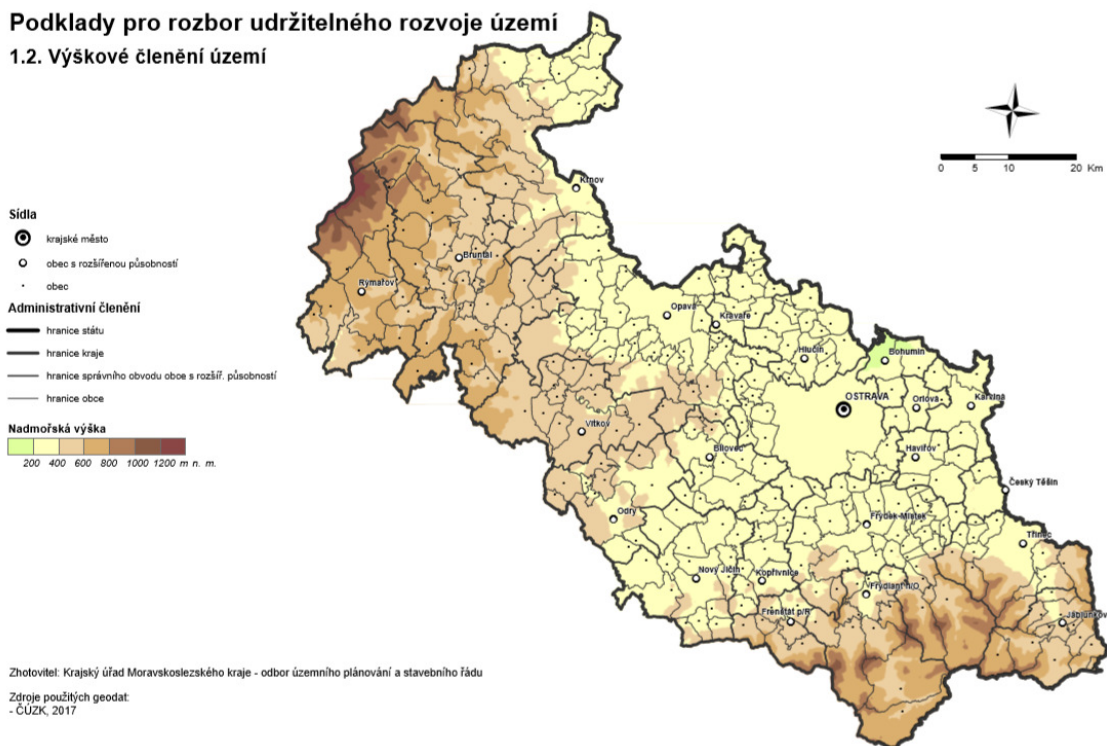 Podklady pro rozbor udržitelného rozvoje území
1.2. Výškové členění území
0 5 10 20 Km
Sídla
krajské město
obec s rozšířenou působností
obec
Administrativní členění
hranice státu
hranice kraje
hranice správního obvodu obce s rozšíř. působností
hranice obce
Nadmořská výška
200 400 600 800 1000 1200 m n. m.
Krnov
Bruntál
Rýmařov
Opava
Kravaře
Hlučín
Bohumín
OSTRAVA
Orlová
Karviná
Vítkov
Bílovec
Havířov
Český Těšín
Odry
Frýdek-Místek
Třinec
Nový Jičín
Kopřivnice
Frýdlant n/O
Frenštát p/R
Jablunkov
Zhotovitel: Krajský úřad Moravskoslezského kraje - odbor územního plánování a stavebního řádu
Zdroje použitých geodat:
- ČÚZK, 2017